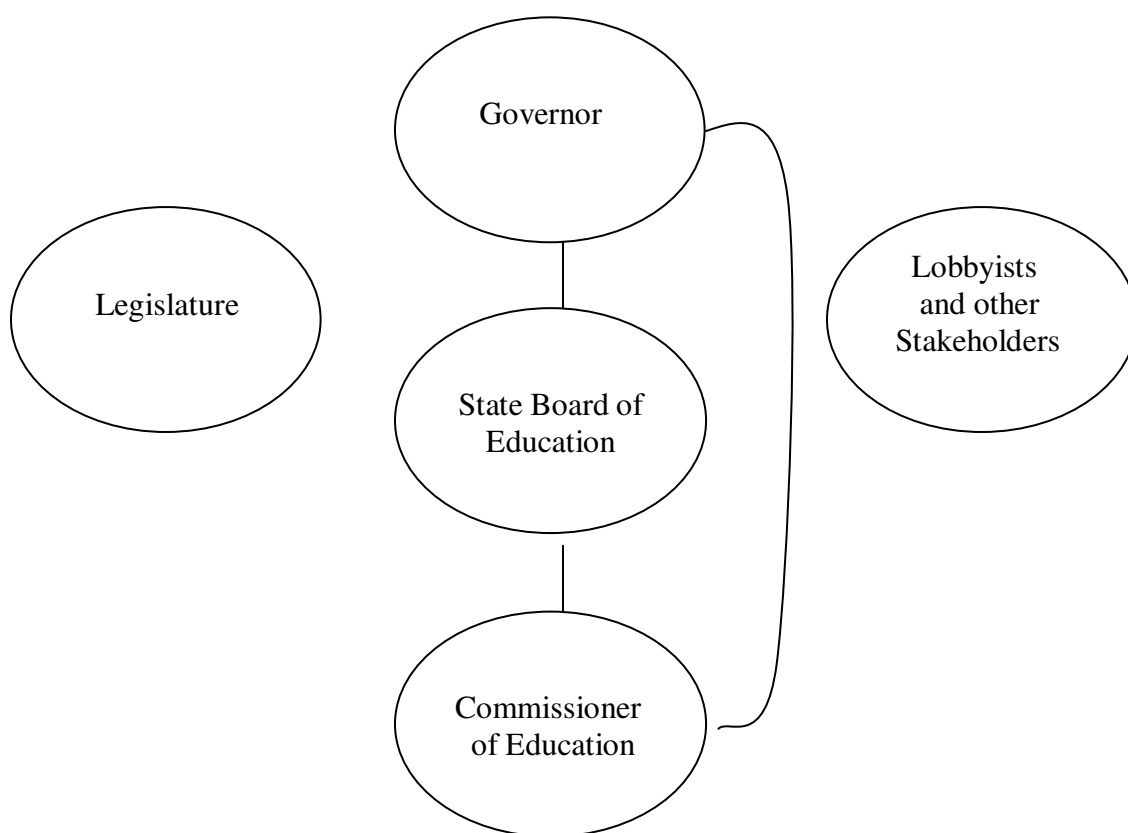 Governor
Legislature
Lobbyists
and other
Stakeholders
State Board of
Education
Commissioner
of Education